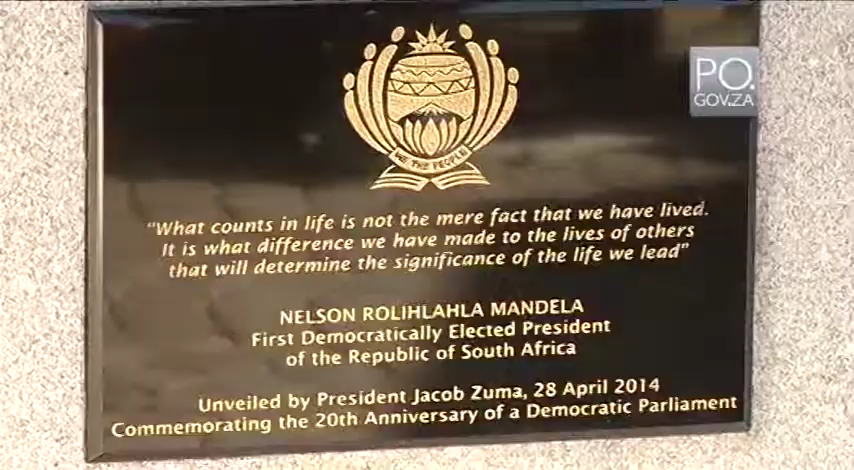 PO.
GOV.ZA
WE THE PEOPLE
"What counts in life is not the mere fact that we have lived.
It is what difference we have made to the lives of others
that will determine the significance of the life we lead"
NELSON ROLIHLAHLA MANDELA
First Democratically Elected President
of the Republic of South Africa
Unveiled by President Jacob Zuma, 28 April 2014
Commemorating the 20th Anniversary of a Democratic Parliament